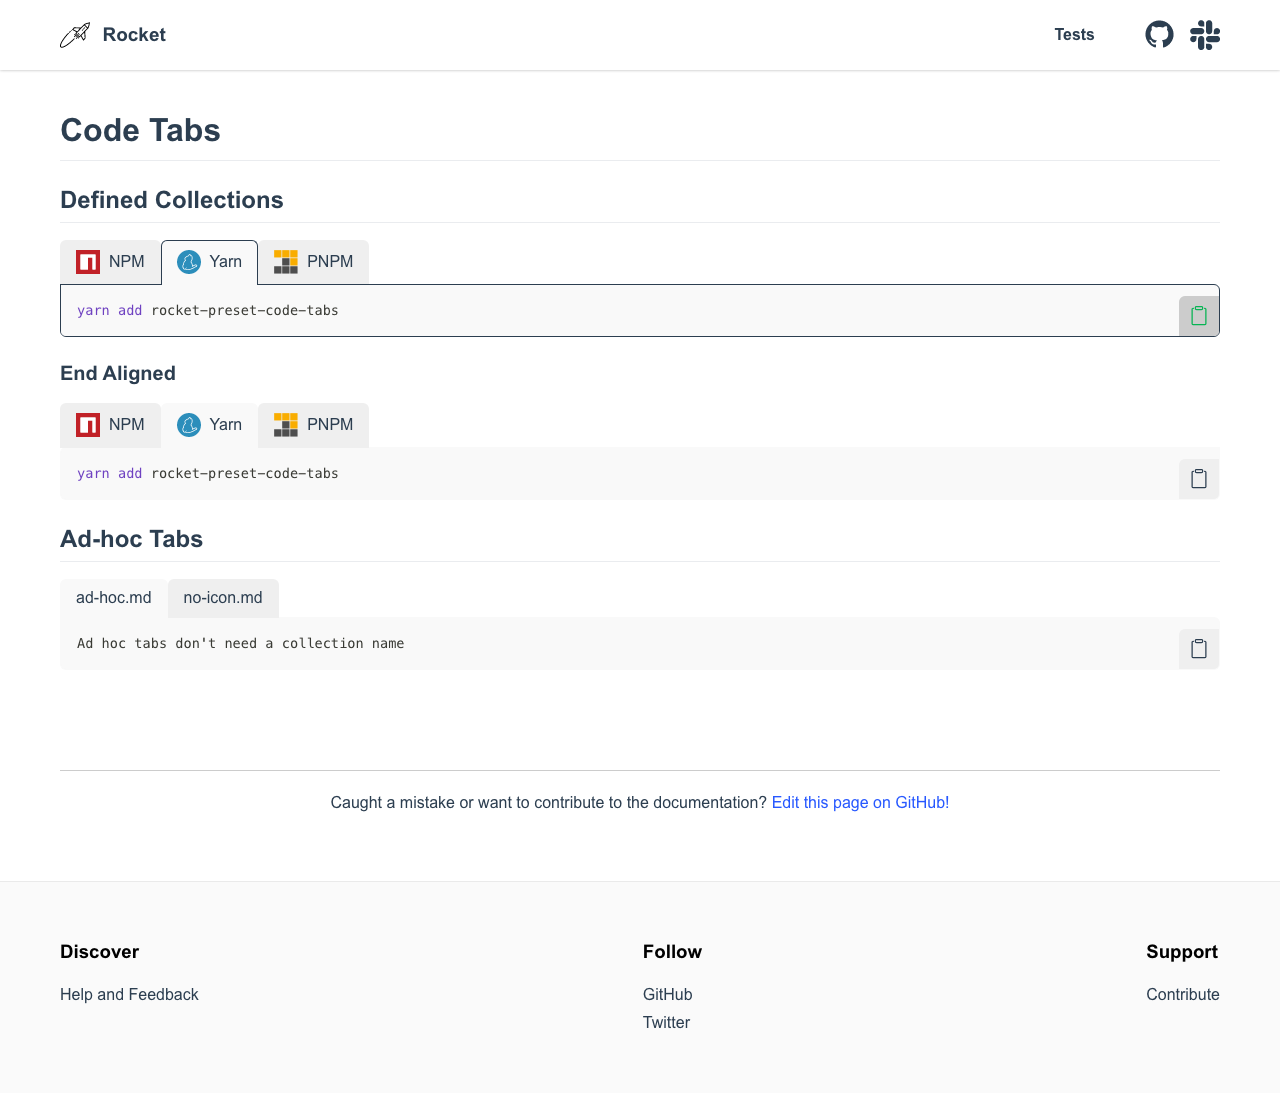 Rocket
Tests
Code Tabs
Defined Collections
NPM Yarn PNPM
yarn add rocket-preset-code-tabs
End Aligned
NPM Yarn PNPM
yarn add rocket-preset-code-tabs
Ad-hoc Tabs
ad-hoc.md no-icon.md
Ad hoc tabs don't need a collection name
Caught a mistake or want to contribute to the documentation? Edit this page on GitHub!
Discover
Help and Feedback
Follow
GitHub
Twitter
Support
Contribute